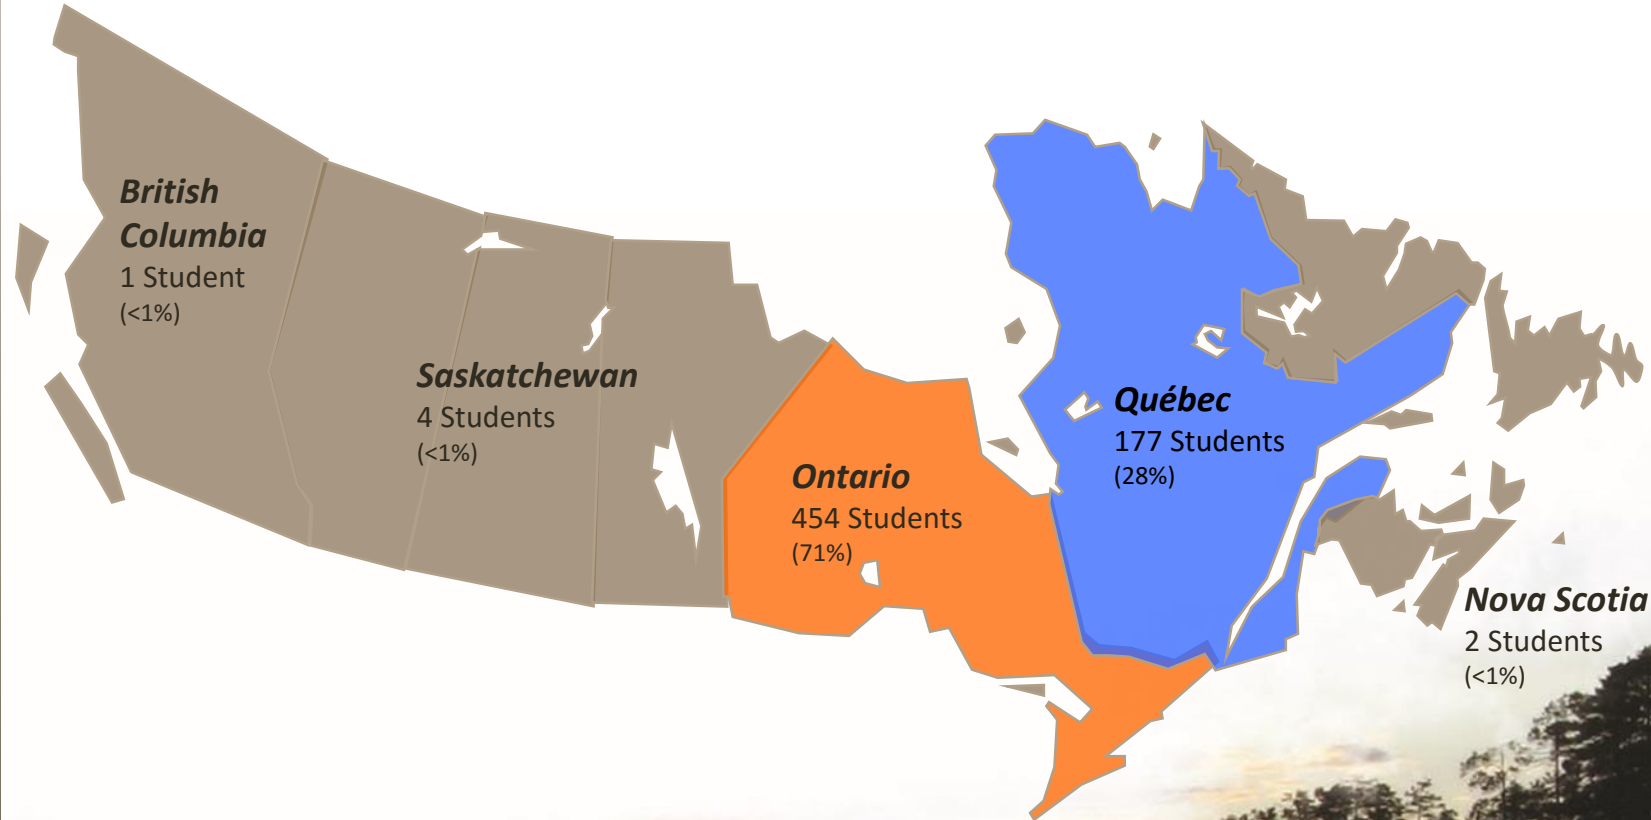 British
Columbia
1 Student
(<1%)
Saskatchewan
4 Students
(<1%)
Ontario
454 Students
(71%)
Québec
177 Students
(28%)
Nova Scotia
2 Students
(<1%)